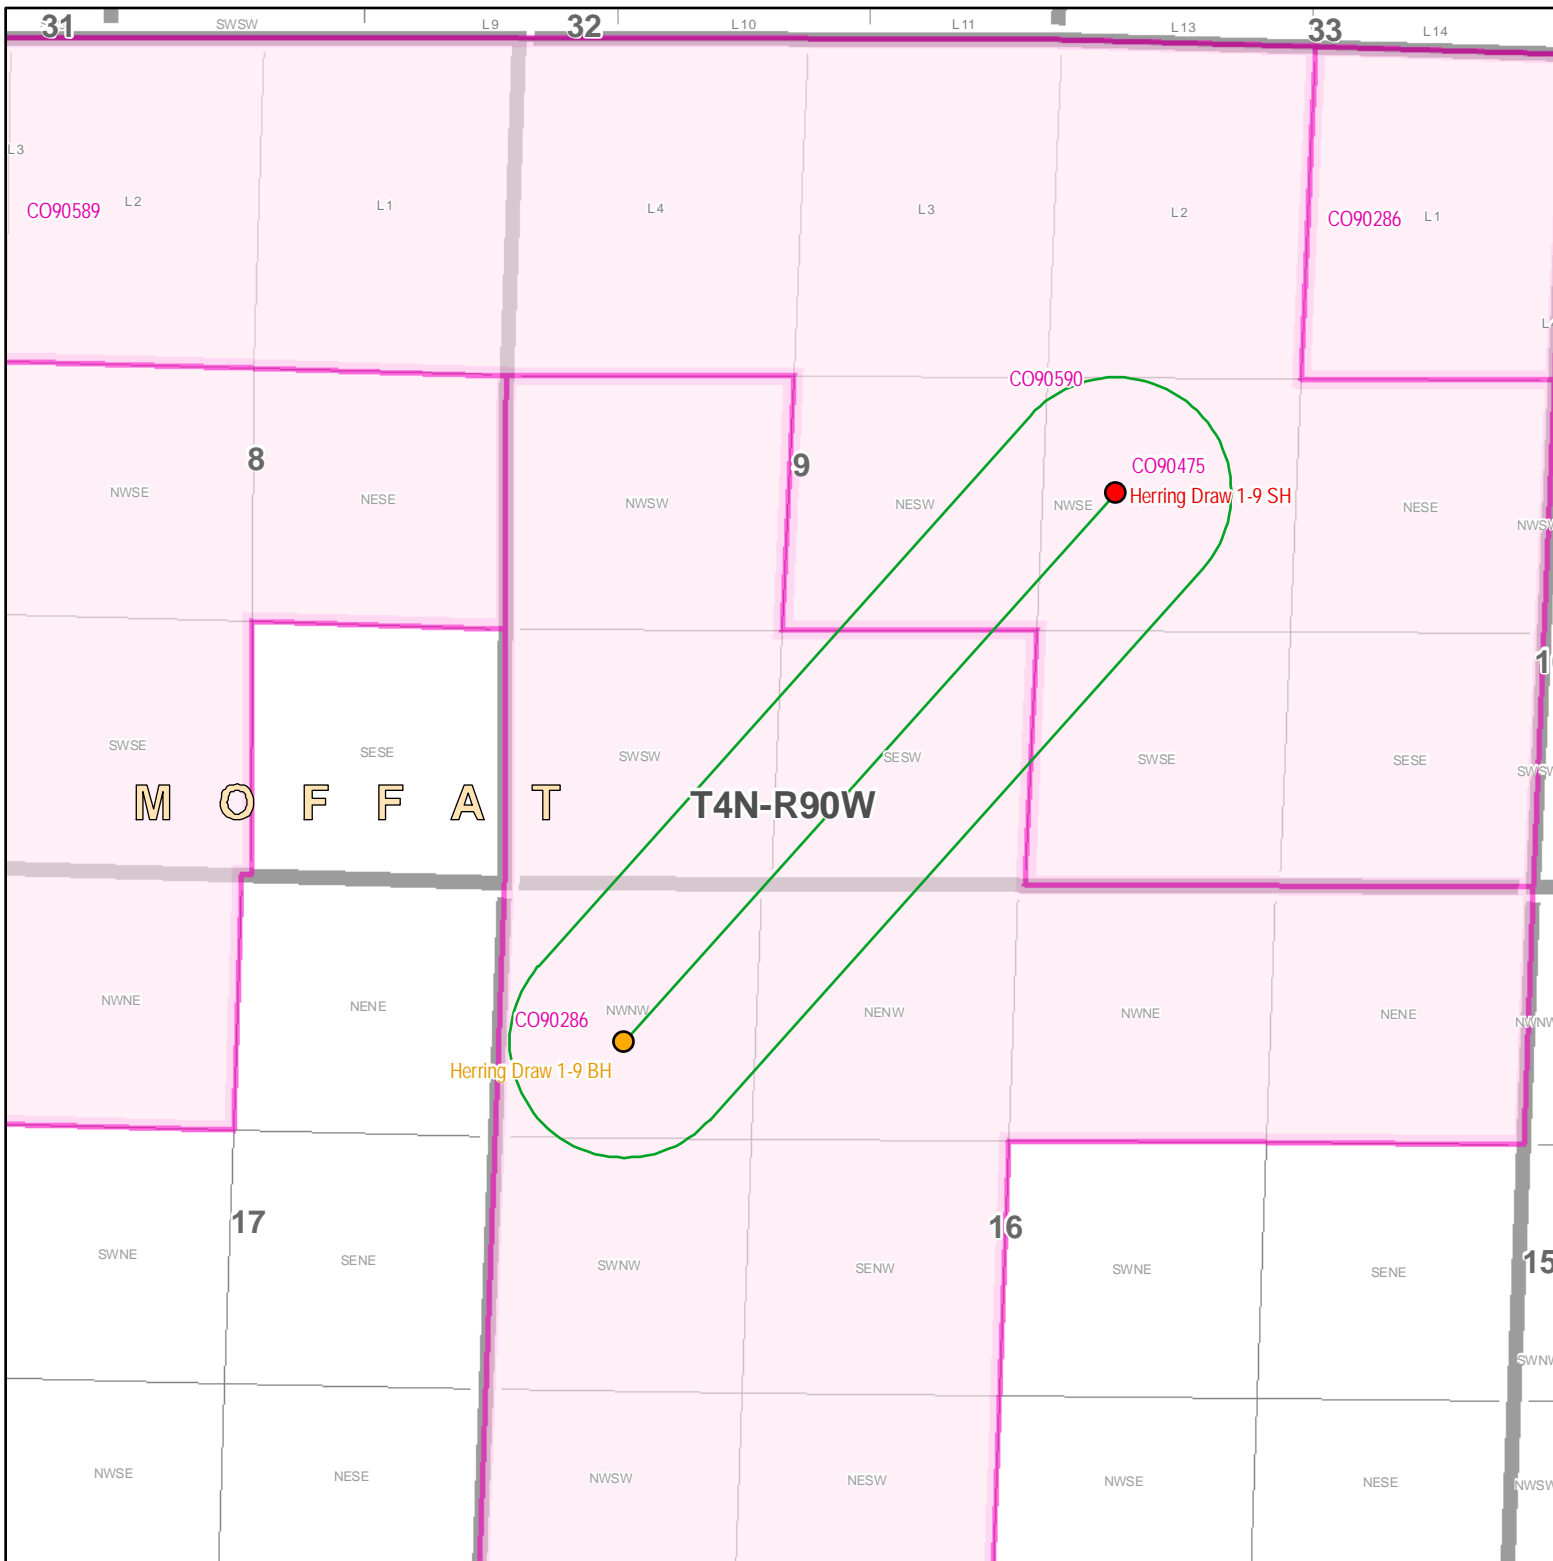 31 SWSW L9 32 L10 L11 L13 33 L14
L3
L2 L1 L4 L3 L2 L1
CO90589 CO90286
CO90590
8 9
CO90475
NWSE NESE NWSW NESW NWSE Herring Draw 1-9 SH NESE
SWSE SESE SWSW SESW SWSE SESE
M O F F A T
T4N-R90W
NWNE NENE NWNW NENW NWNE NENE NWNW
CO90286
Herring Draw 1-9 BH
17 16 15
SWNE SENE SWNW SENW SWNE SENE
NWSE NESE NWSW NESW NWSE NESE